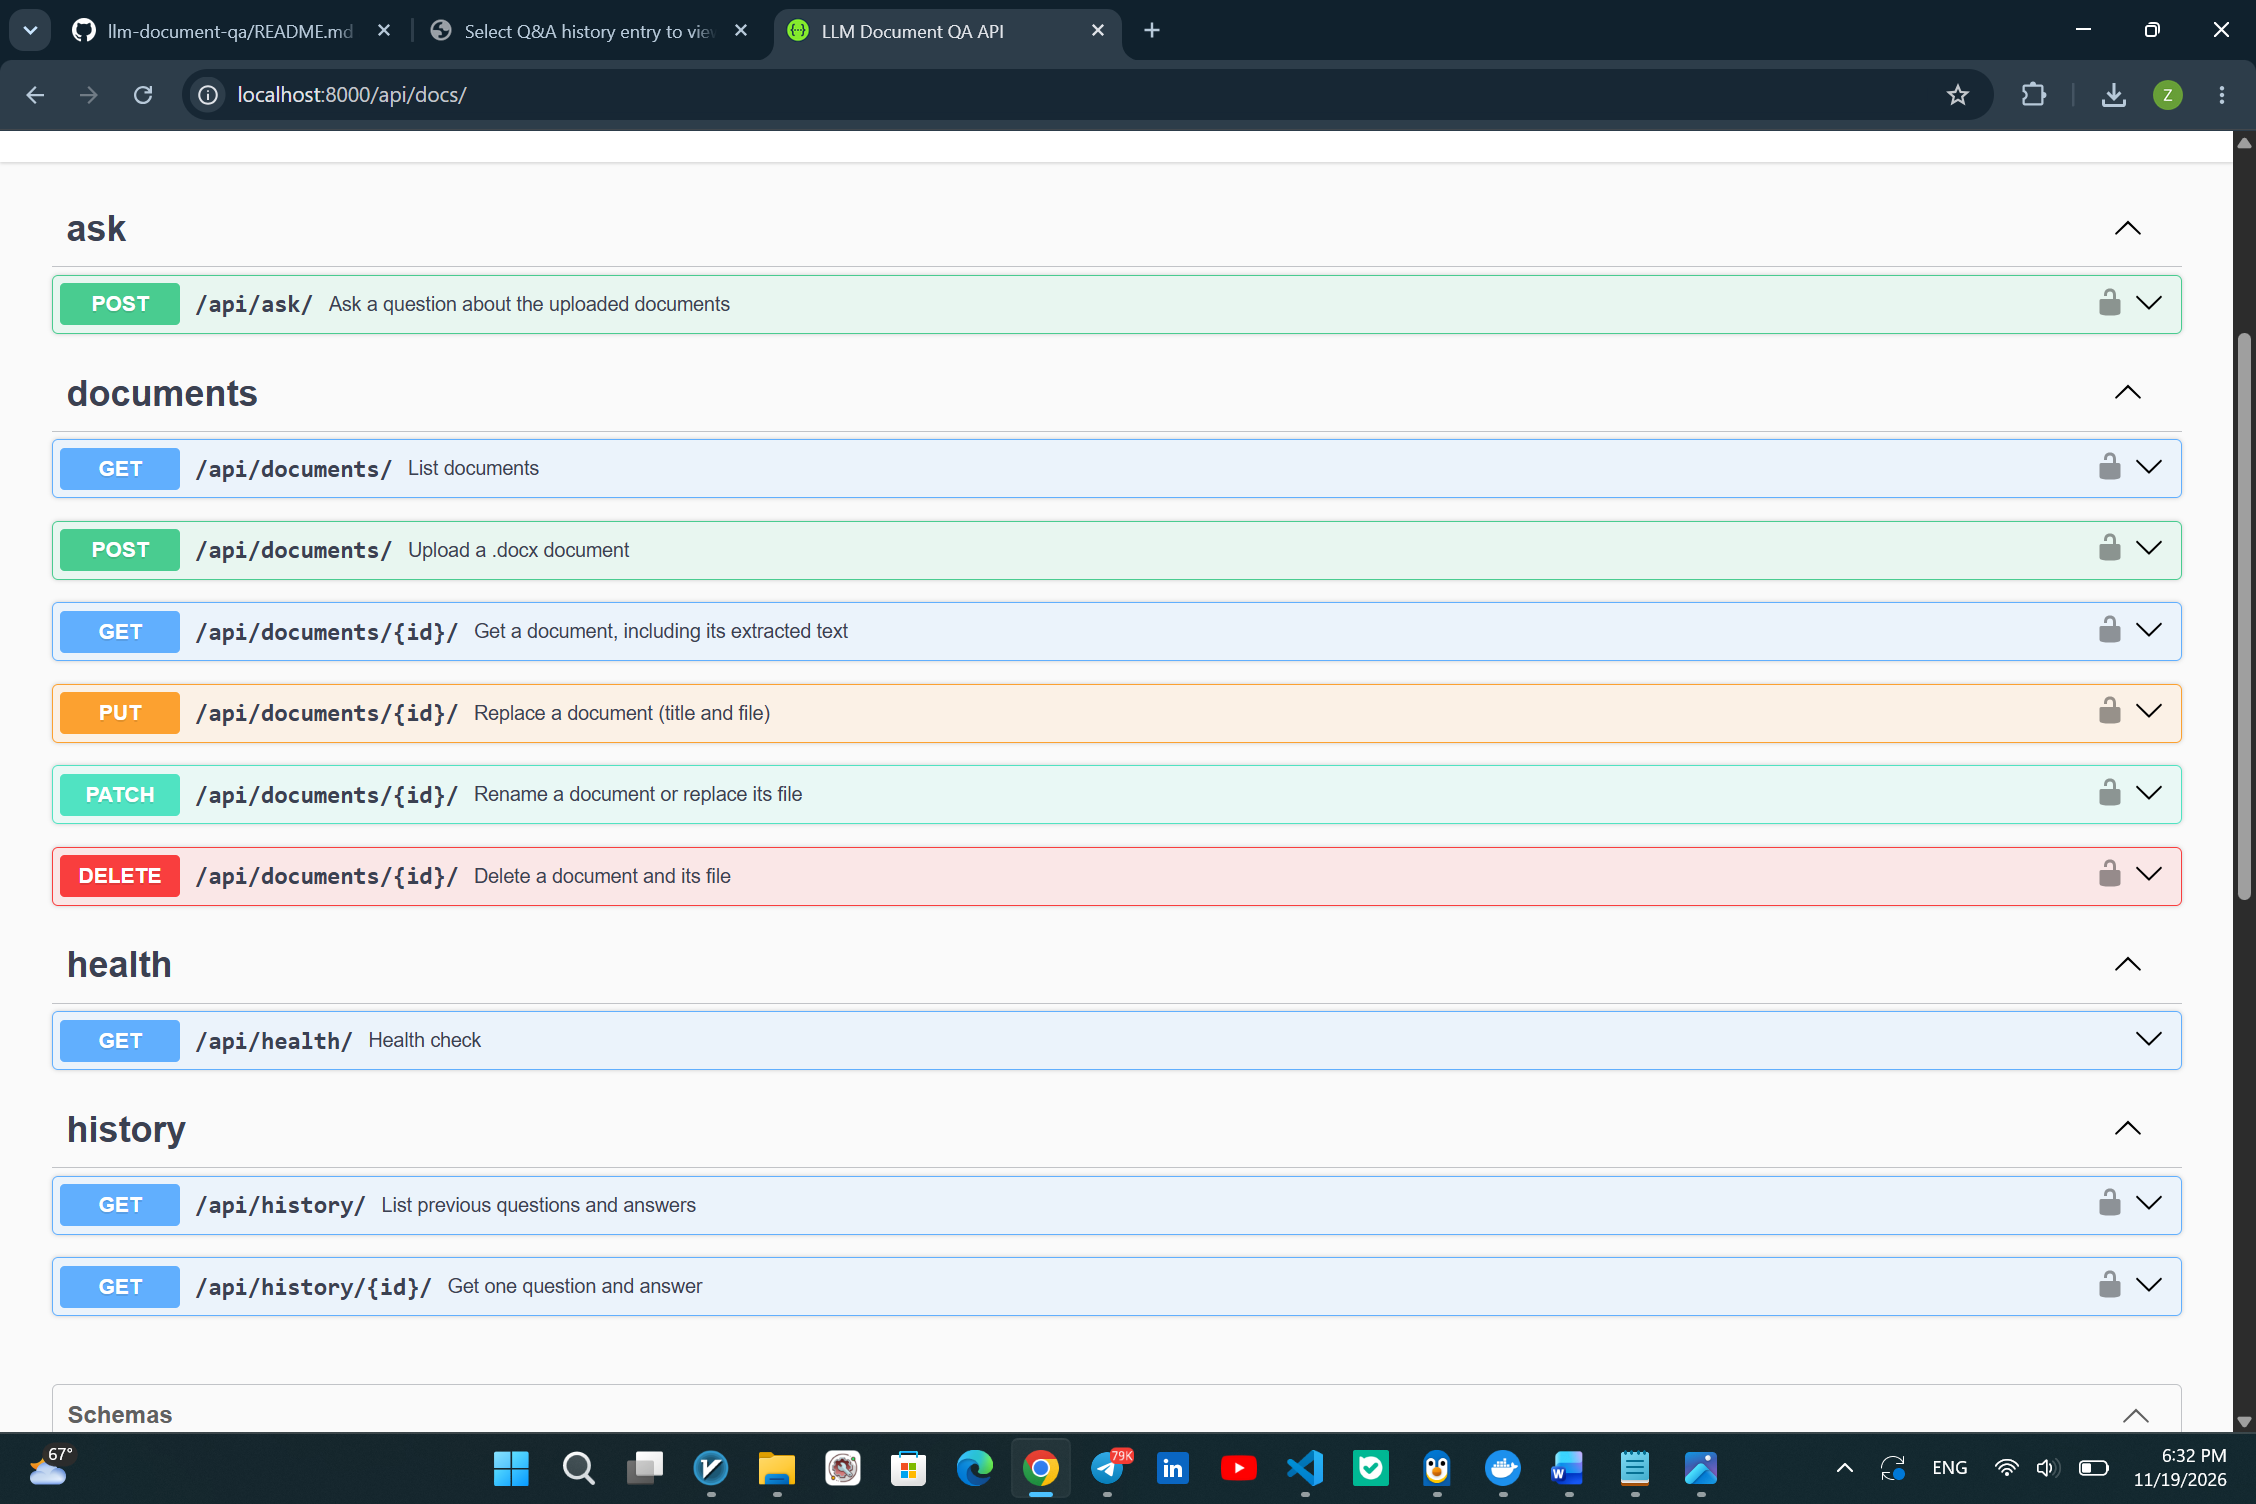 llm-document-qa/README.md
Select Q&A history entry to view
LLM Document QA API
localhost:8000/api/docs/
Z
ask
POST /api/ask/ Ask a question about the uploaded documents
documents
GET /api/documents/ List documents
POST /api/documents/ Upload a .docx document
GET /api/documents/{id}/ Get a document, including its extracted text
PUT /api/documents/{id}/ Replace a document (title and file)
PATCH /api/documents/{id}/ Rename a document or replace its file
DELETE /api/documents/{id}/ Delete a document and its file
health
GET /api/health/ Health check
history
GET /api/history/ List previous questions and answers
GET /api/history/{id}/ Get one question and answer
Schemas
67°
79K
in
W
ENG
6:32 PM
11/19/2026